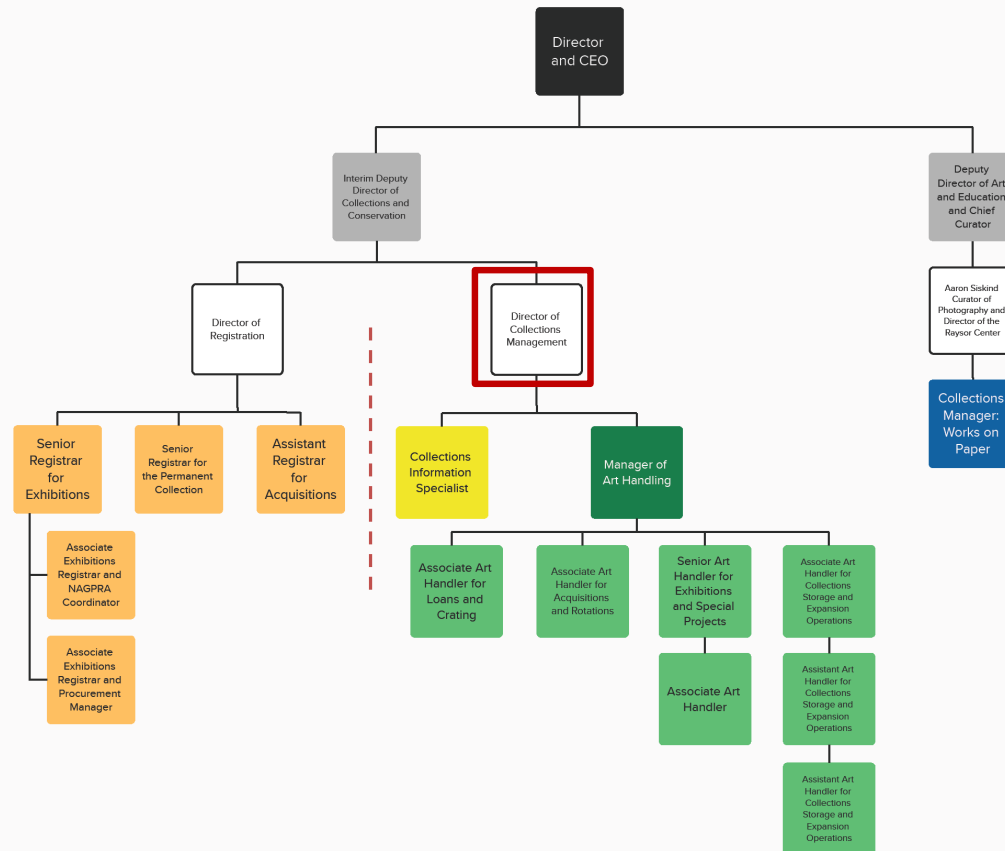 Director
and CEO
Interim Deputy
Director of
Collections and
Conservation
Deputy
Director of Art
and Education
and Chief
Curator
Director of
Registration
Director of
Collections
Management
Aaron Siskind
Curator of
Photography and
Director of the
Raysor Center
Collections
Manager:
Works on
Paper
Senior
Registrar
for
Exhibitions
Senior
Registrar for
the Permanent
Collection
Assistant
Registrar
for
Acquisitions
Collections
Information
Specialist
Manager of
Art Handling
Associate
Exhibitions
Registrar and
NAGPRA
Coordinator
Associate
Exhibitions
Registrar and
Procurement
Manager
Associate Art
Handler for
Loans and
Crating
Associate Art
Handler for
Acquisitions
and Rotations
Senior Art
Handler for
Exhibitions
and Special
Projects
Associate Art
Handler for
Collections
Storage and
Expansion
Operations
Associate Art
Handler
Assistant Art
Handler for
Collections
Storage and
Expansion
Operations
Assistant Art
Handler for
Collections
Storage and
Expansion
Operations